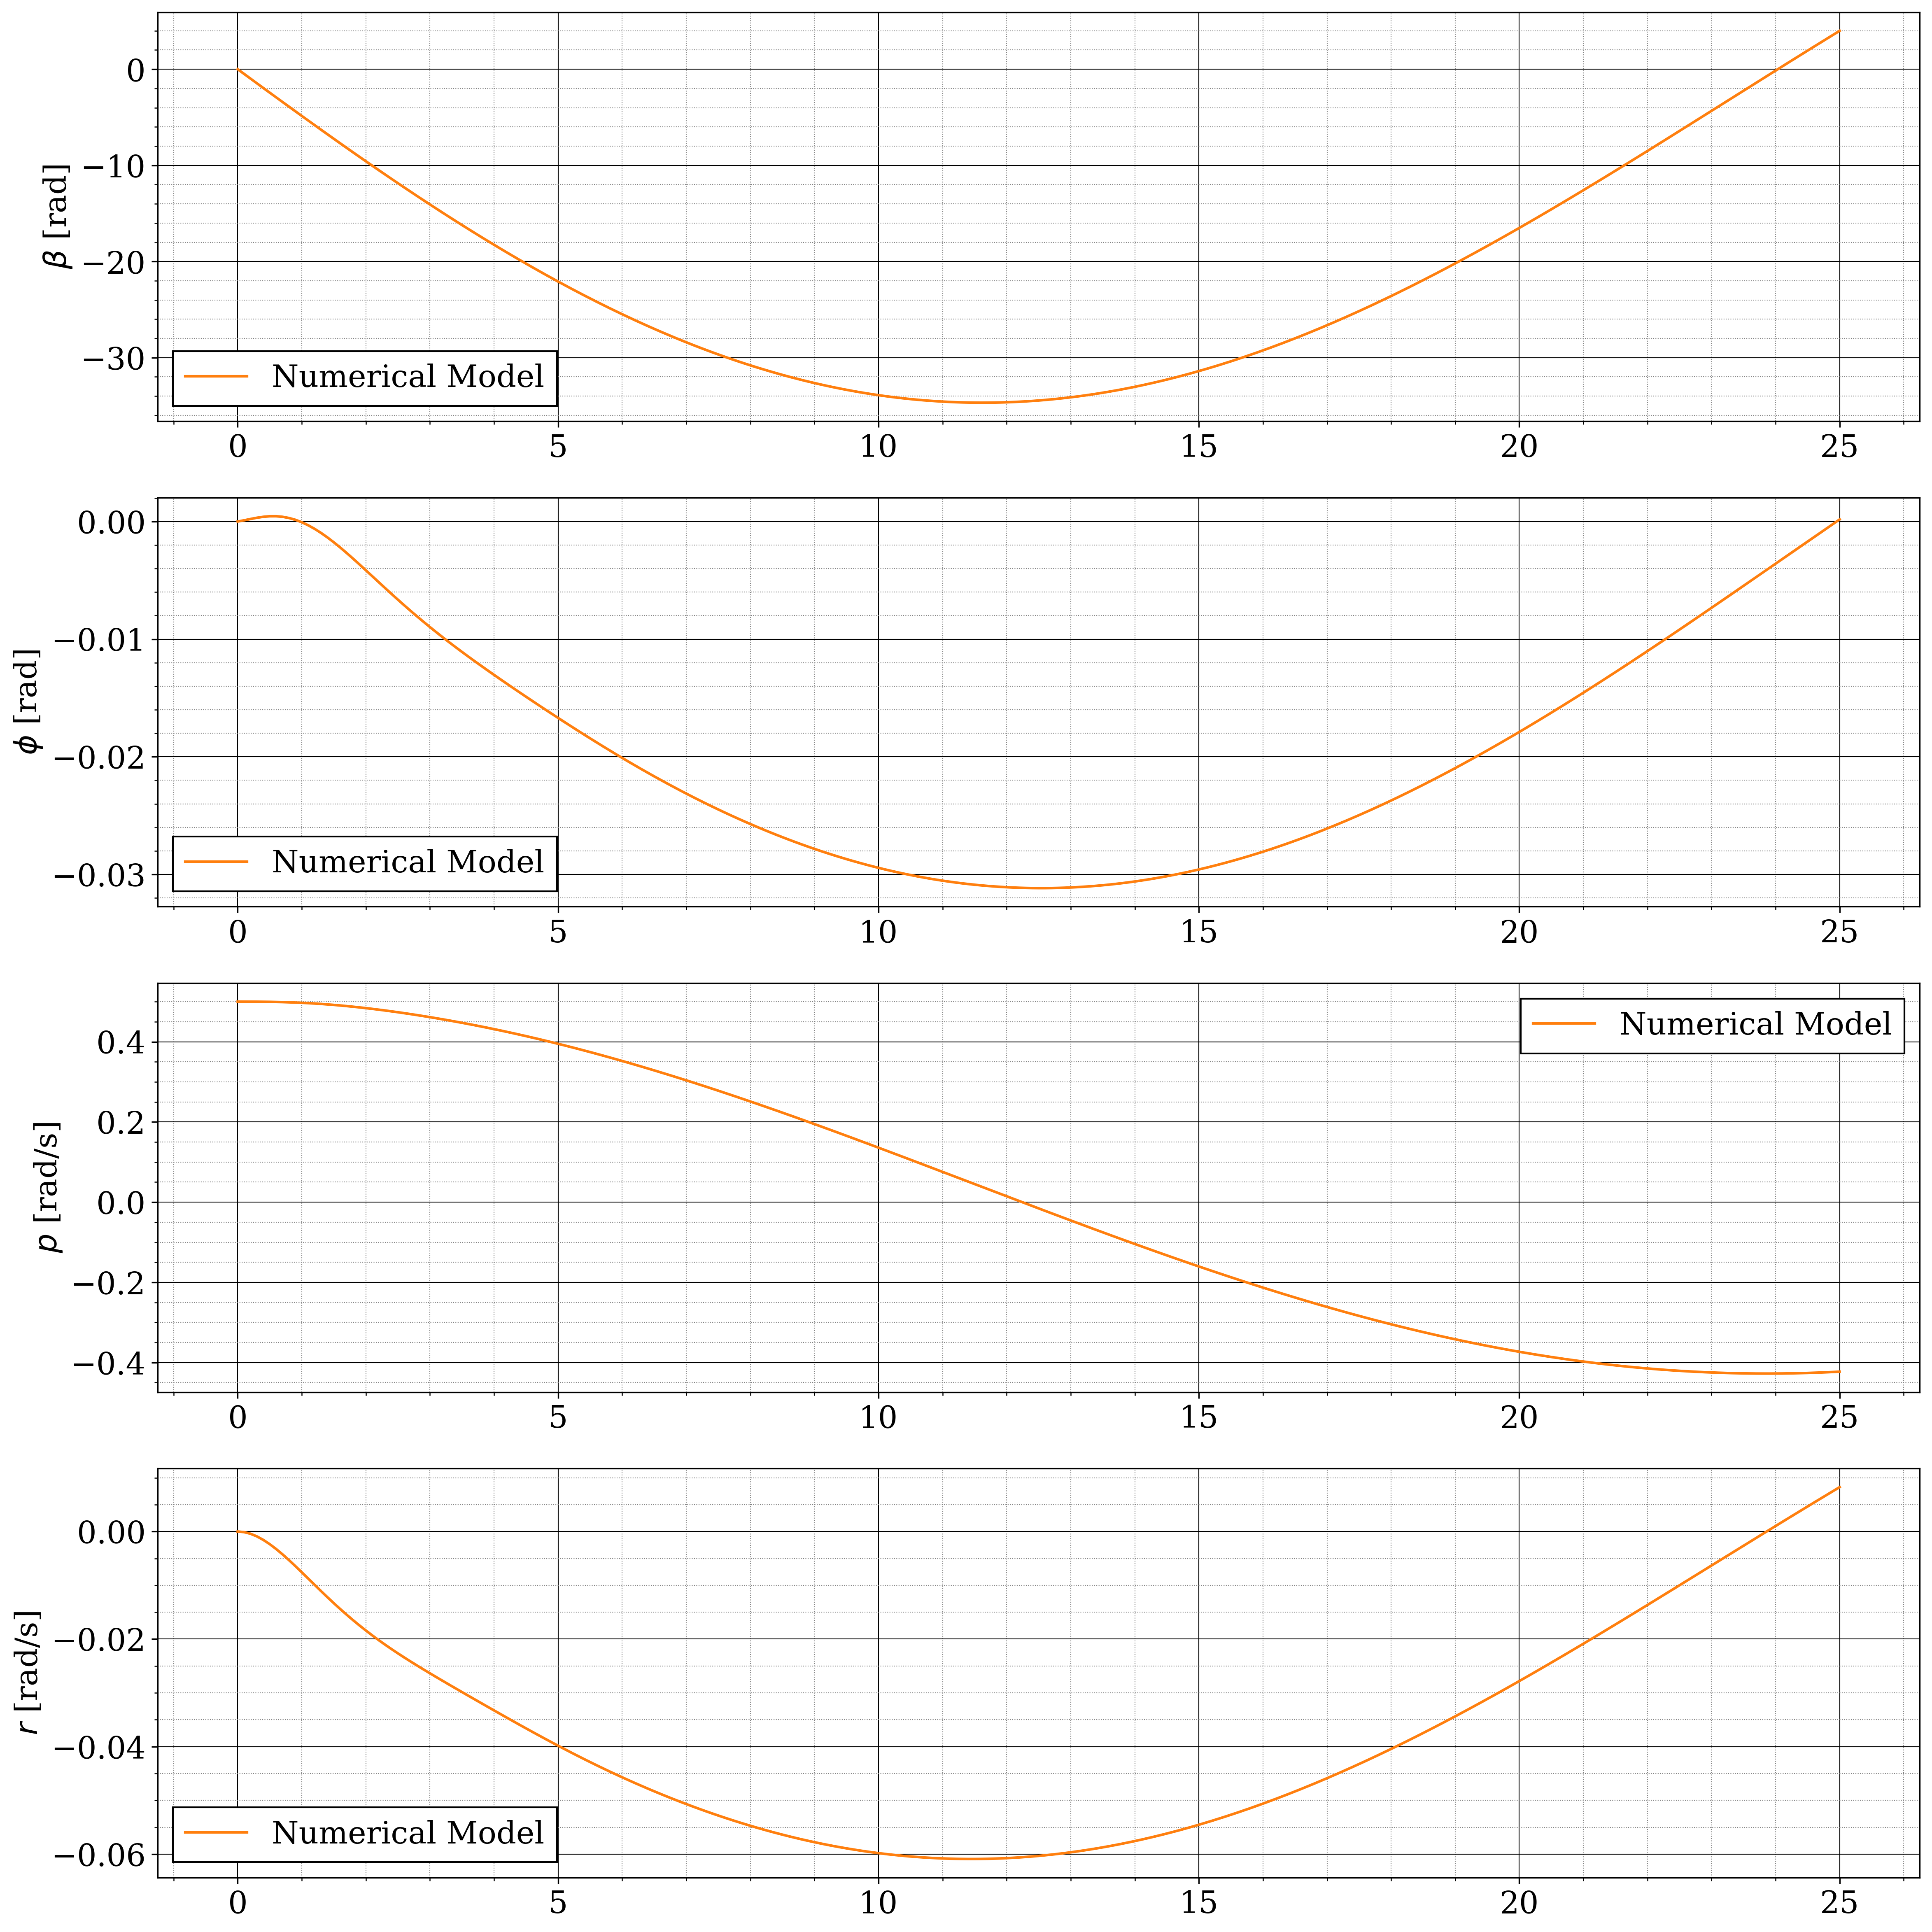 β [rad]
0
−10
−20
−30
Numerical Model
0 5 10 15 20 25
ϕ [rad]
0.00
−0.01
−0.02
−0.03
Numerical Model
0 5 10 15 20 25
p [rad/s]
0.4
0.2
0.0
−0.2
−0.4
Numerical Model
0 5 10 15 20 25
r [rad/s]
0.00
−0.02
−0.04
−0.06
Numerical Model
0 5 10 15 20 25